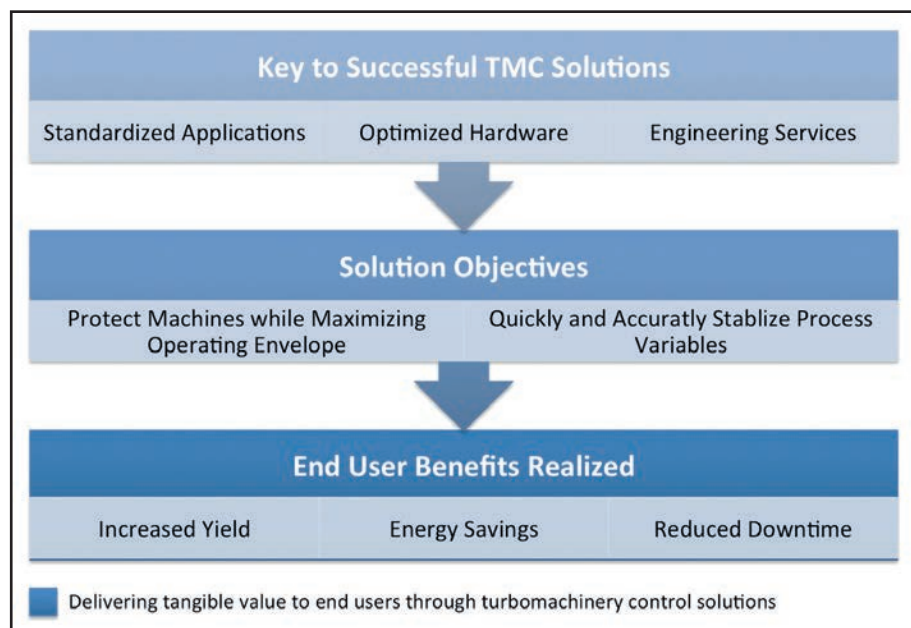 Key to Successful TMC Solutions
Standardized Applications Optimized Hardware Engineering Services
Solution Objectives
Protect Machines while Maximizing Quickly and Accuratly Stablize Process
Operating Envelope Variables
End User Benefits Realized
Increased Yield Energy Savings Reduced Downtime
Delivering tangible value to end users through turbomachinery control solutions